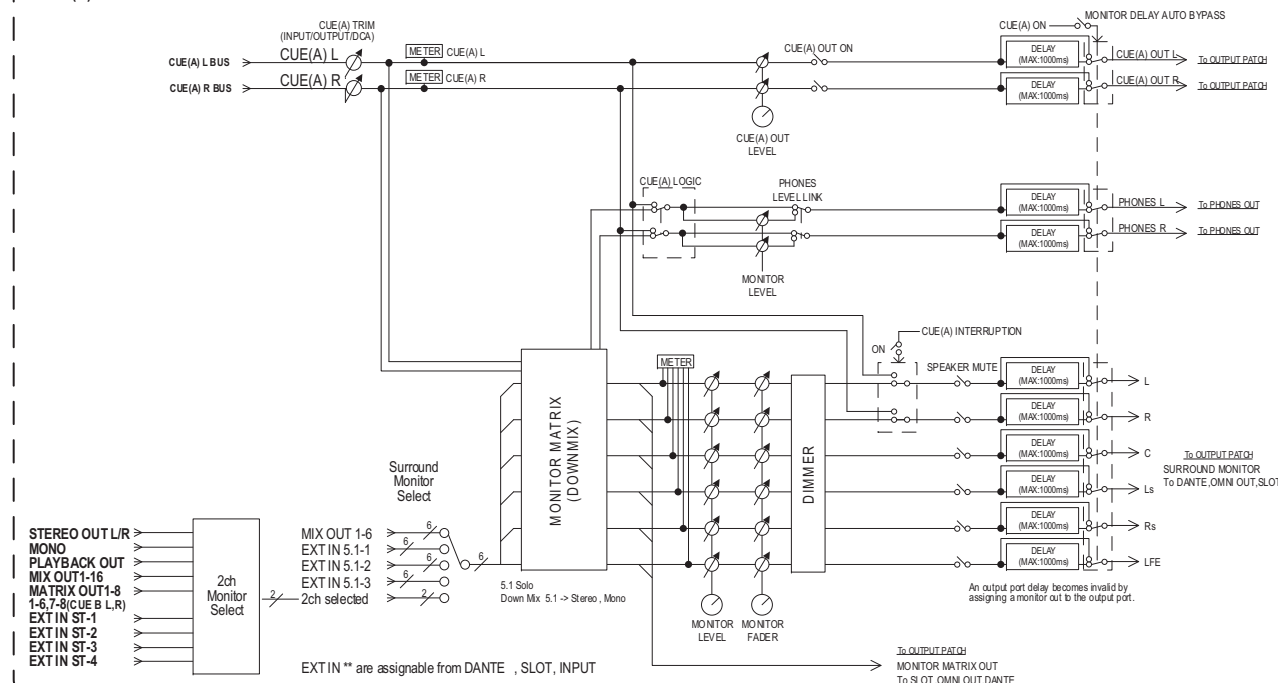 CUE(A) ON
MONITOR DELAY AUTO BYPASS
CUE(A) TRIM
(INPUT/OUTPUT/DCA)
CUE(A) L BUS
CUE(A) L
METER CUE(A) L
CUE(A) OUT ON
DELAY
(MAX:1000ms)
CUE(A) OUT L
To OUTPUT PATCH
CUE(A) R BUS
CUE(A) R
METER CUE(A) R
DELAY
(MAX:1000ms)
CUE(A) OUT R
To OUTPUT PATCH
CUE(A) OUT
LEVEL
CUE(A) LOGIC
PHONES
LEVEL LINK
DELAY
(MAX:1000ms)
PHONES L
To PHONES OUT
DELAY
(MAX:1000ms)
PHONES R
To PHONES OUT
MONITOR
LEVEL
CUE(A) INTERRUPTION
ON
METER
SPEAKER MUTE
MONITOR MATRIX
(DOWNMIX)
DIMMER
DELAY
(MAX:1000ms)
L
DELAY
(MAX:1000ms)
R
DELAY
(MAX:1000ms)
C
To OUTPUT PATCH
SURROUND MONITOR
To DANTE,OMNI OUT,SLOT
DELAY
(MAX:1000ms)
Ls
DELAY
(MAX:1000ms)
Rs
DELAY
(MAX:1000ms)
LFE
An output port delay becomes invalid by
assigning a monitor out to the output port.
Surround
Monitor
Select
STEREO OUT L/R
MONO
PLAYBACK OUT
MIX OUT1-16
MATRIX OUT1-8
1-6,7-8(CUE B L,R)
EXT IN ST-1
EXT IN ST-2
EXT IN ST-3
EXT IN ST-4
2ch
Monitor
Select
2
MIX OUT 1-6
6
EXT IN 5.1-1
6
EXT IN 5.1-2
6
EXT IN 5.1-3
6
2ch selected
2
6
5.1 Solo
Down Mix 5.1 -> Stereo , Mono
MONITOR
LEVEL
MONITOR
FADER
EXT IN ** are assignable from DANTE , SLOT, INPUT
To OUTPUT PATCH
MONITOR MATRIX OUT
To SLOT, OMNI OUT, DANTE